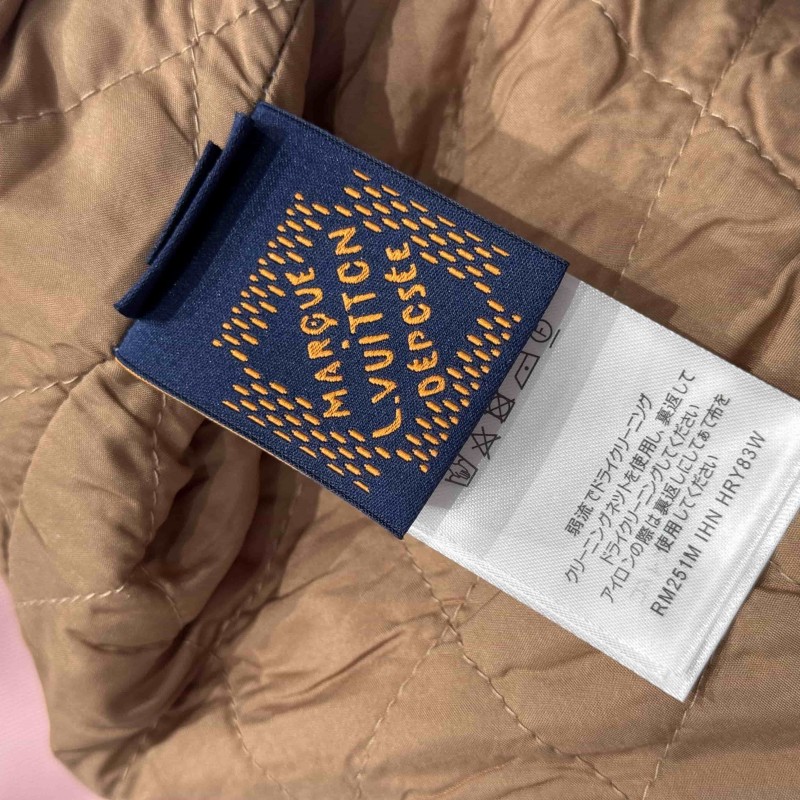 MARQUE
L.VUITTON
DEPOSÉE
弱流でドライクリーニング
クリーニングネットを使用し、裏返して
ドライクリーニングしてください
アイロンの際は裏返しにしてあて布を
使用してください
RM251M IHN HRY83W